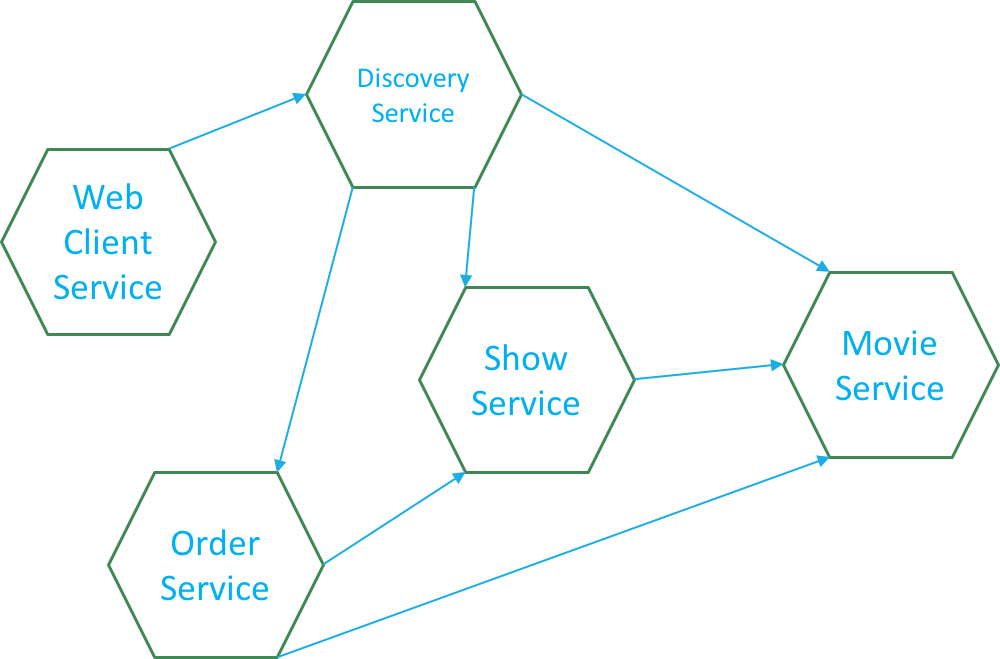 Discovery
Service
Web
Client
Service
Show
Service
Movie
Service
Order
Service